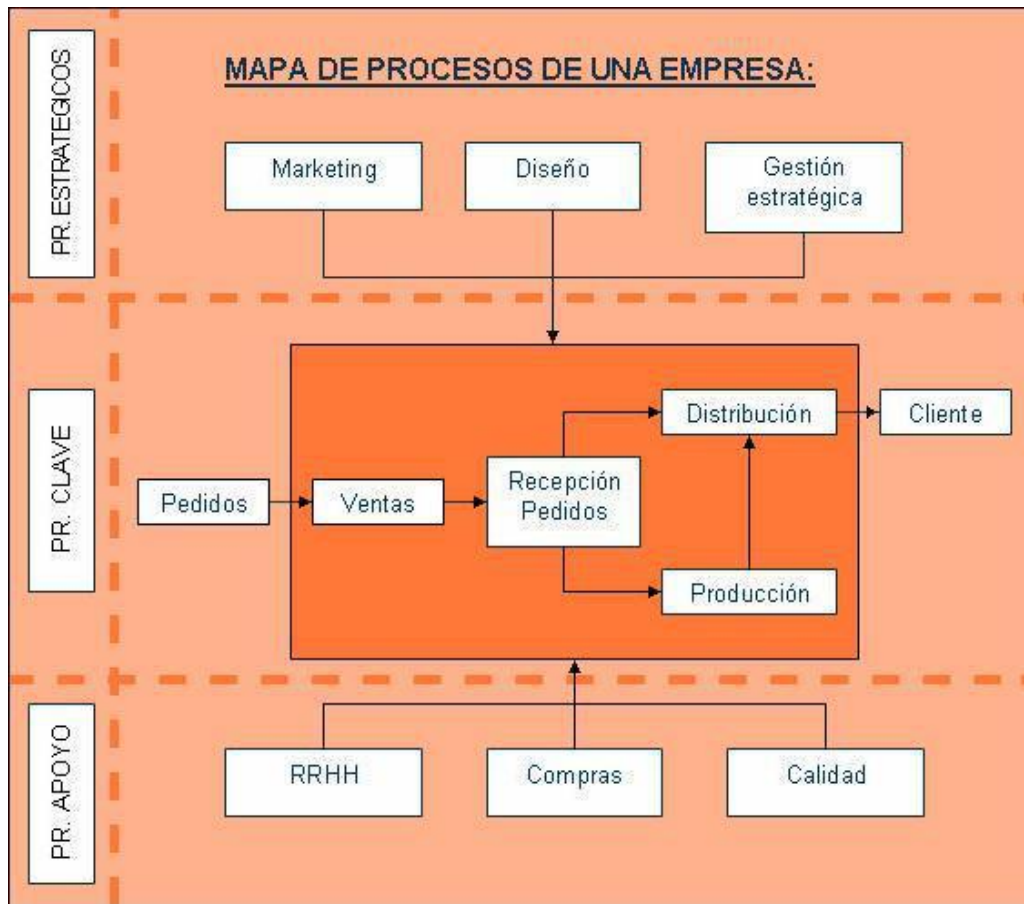 MAPA DE PROCESOS DE UNA EMPRESA:
PR. ESTRATEGICOS
Marketing
Diseño
Gestión
estratégica
PR. CLAVE
Pedidos
Ventas
Recepción
Pedidos
Distribución
Producción
Cliente
PR. APOYO
RRHH
Compras
Calidad